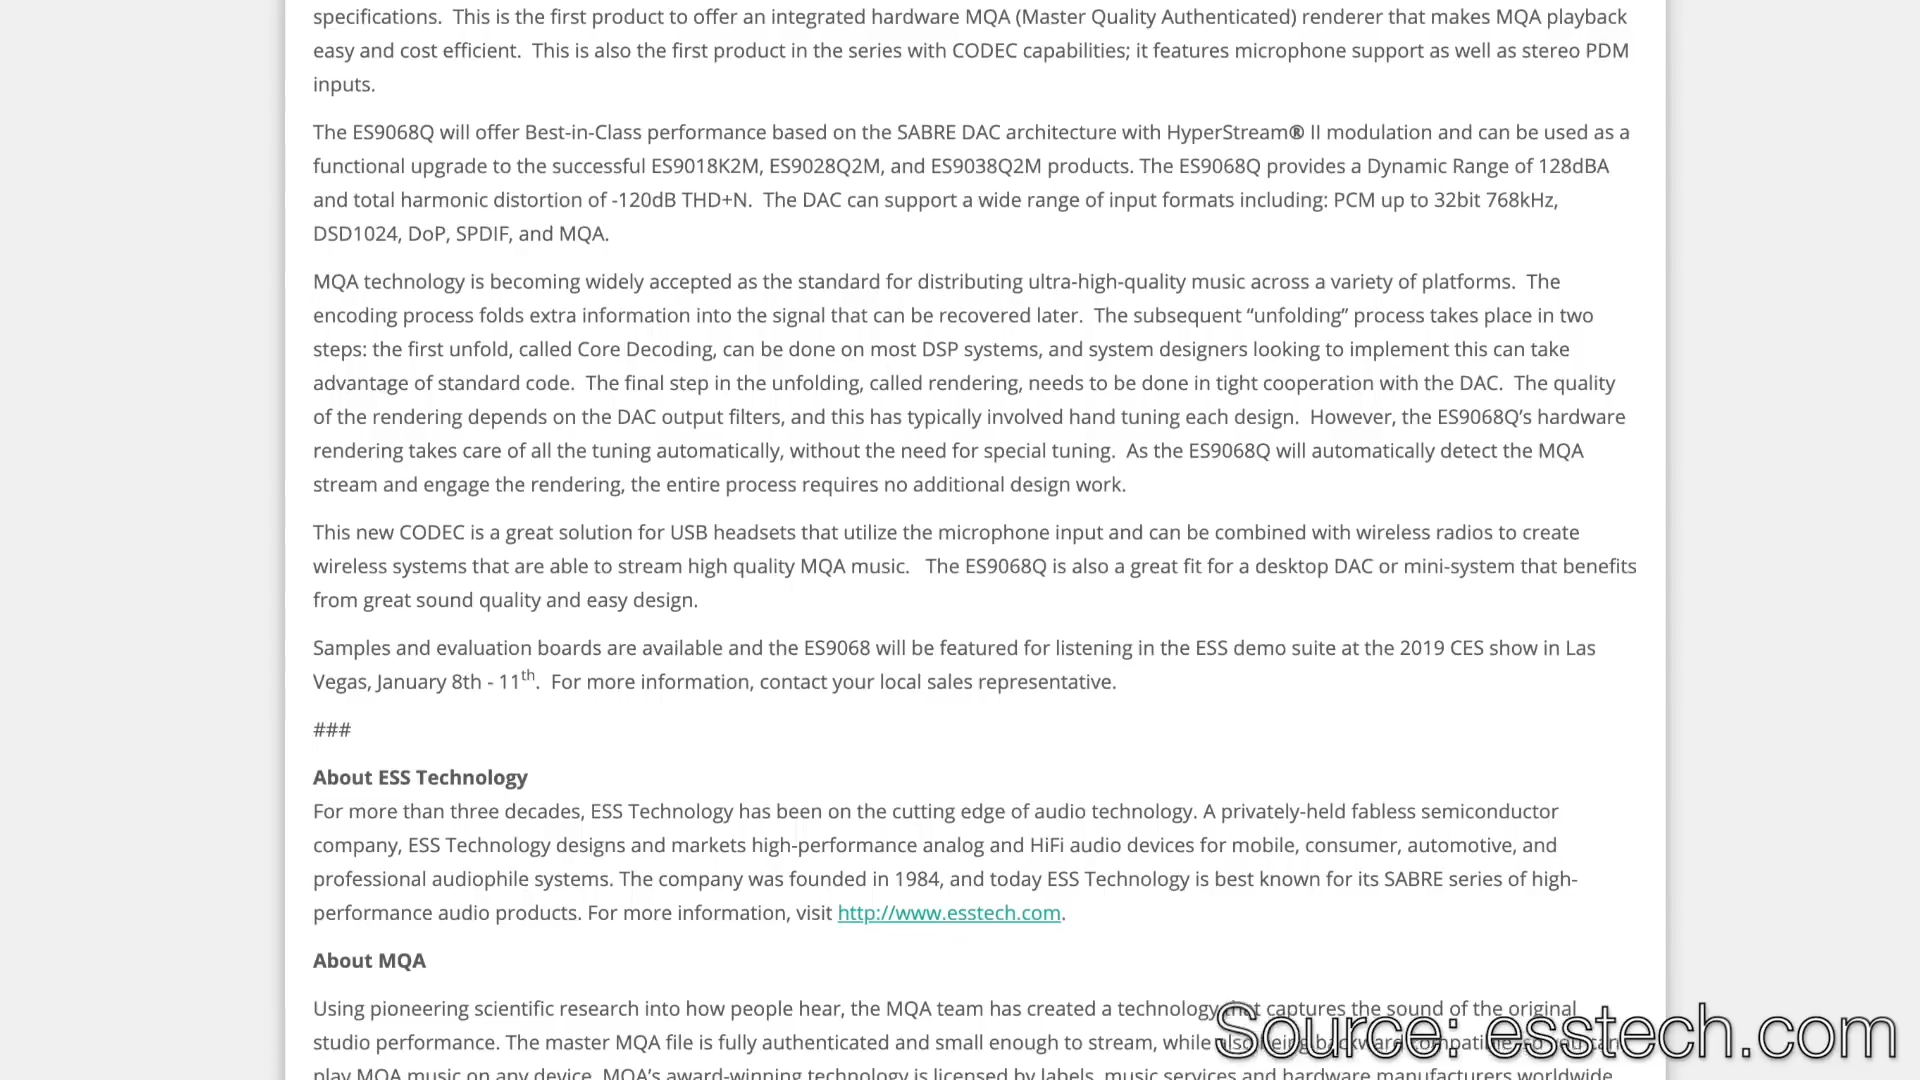 specifications.  This is the first product to offer an integrated hardware MQA (Master Quality Authenticated) renderer that makes MQA playback
easy and cost efficient.  This is also the first product in the series with CODEC capabilities; it features microphone support as well as stereo PDM
inputs.
The ES9068Q will offer Best-in-Class performance based on the SABRE DAC architecture with HyperStream® II modulation and can be used as a
functional upgrade to the successful ES9018K2M, ES9028Q2M, and ES9038Q2M products. The ES9068Q provides a Dynamic Range of 128dBA
and total harmonic distortion of -120dB THD+N.  The DAC can support a wide range of input formats including: PCM up to 32bit 768kHz,
DSD1024, DoP, SPDIF, and MQA.
MQA technology is becoming widely accepted as the standard for distributing ultra-high-quality music across a variety of platforms.  The
encoding process folds extra information into the signal that can be recovered later.  The subsequent “unfolding” process takes place in two
steps: the first unfold, called Core Decoding, can be done on most DSP systems, and system designers looking to implement this can take
advantage of standard code.  The final step in the unfolding, called rendering, needs to be done in tight cooperation with the DAC.  The quality
of the rendering depends on the DAC output filters, and this has typically involved hand tuning each design.  However, the ES9068Q’s hardware
rendering takes care of all the tuning automatically, without the need for special tuning.  As the ES9068Q will automatically detect the MQA
stream and engage the rendering, the entire process requires no additional design work.
This new CODEC is a great solution for USB headsets that utilize the microphone input and can be combined with wireless radios to create
wireless systems that are able to stream high quality MQA music.   The ES9068Q is also a great fit for a desktop DAC or mini-system that benefits
from great sound quality and easy design.
Samples and evaluation boards are available and the ES9068 will be featured for listening in the ESS demo suite at the 2019 CES show in Las
Vegas, January 8th - 11th.  For more information, contact your local sales representative.
###
About ESS Technology
For more than three decades, ESS Technology has been on the cutting edge of audio technology. A privately-held fabless semiconductor
company, ESS Technology designs and markets high-performance analog and HiFi audio devices for mobile, consumer, automotive, and
professional audiophile systems. The company was founded in 1984, and today ESS Technology is best known for its SABRE series of high-
performance audio products. For more information, visit http://www.esstech.com.
About MQA
Using pioneering scientific research into how people hear, the MQA team has created a technology captures the sound of the original
studio performance. The master MQA file is fully authenticated and small enough to stream, while
play MQA music on any device. MQA’s award-winning technology is licensed by labels, music services and hardware manufacturers worldwide
Source: esstech.com